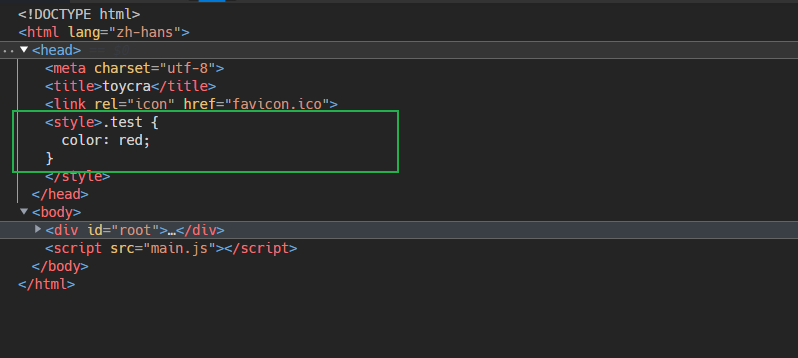 <!DOCTYPE html>
<html lang="zh-hans">
<head>
<meta charset="utf-8">
<title>toycra</title>
<link rel="icon" href="favicon.ico">
<style>.test {
color: red;
}
</style>
</head>
<body>
<div id="root">…</div>
<script src="main.js"></script>
</body>
</html>